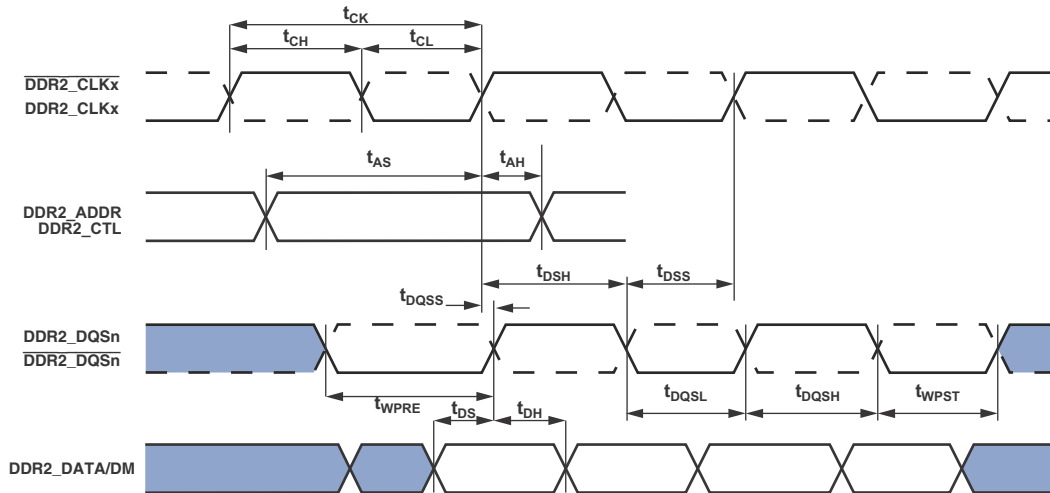 tCK
tCH
tCL
DDR2_CLKx
DDR2_CLKx
tAS
tAH
DDR2_ADDR
DDR2_CTL
tDSH
tDSS
tDQSS
DDR2_DQSn
DDR2_DQSn
tWPRE
tDS
tDH
tDQSL
tDQSH
tWPST
DDR2_DATA/DM